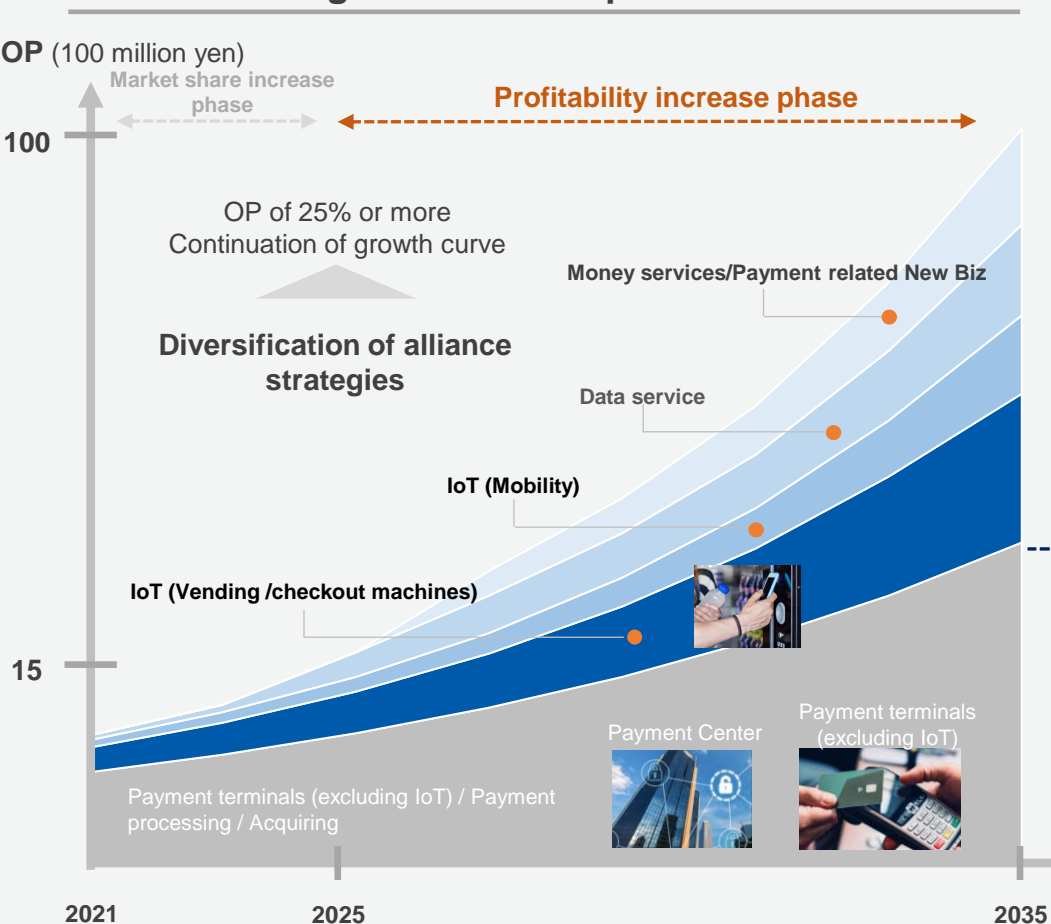 OP (100 million yen)
Market share increase
phase
Profitability increase phase
100
OP of 25% or more
Continuation of growth curve
Money services/Payment related New Biz
Diversification of alliance
strategies
Data service
IoT (Mobility)
IoT (Vending /checkout machines)
15
Payment Center
Payment terminals
(excluding IoT)
Payment terminals (excluding IoT) / Payment
processing / Acquiring
2021
2025
2035